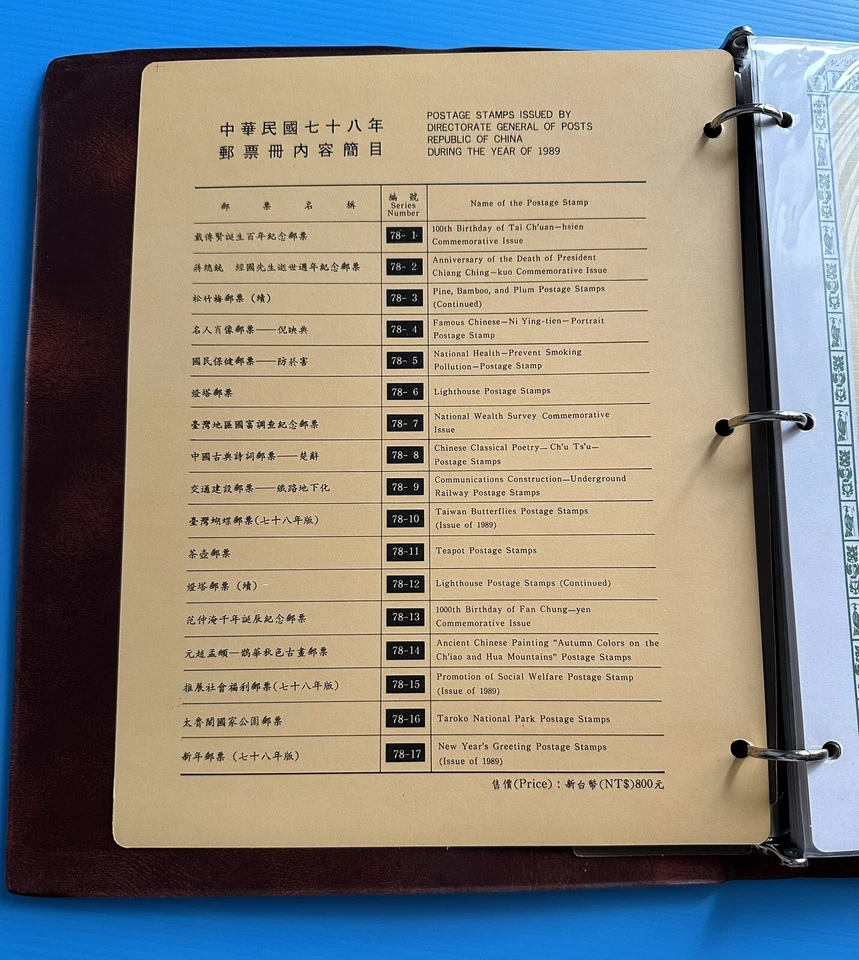 中華民國七十八年
郵票冊內容簡目
POSTAGE STAMPS ISSUED BY
DIRECTORATE GENERAL OF POSTS
REPUBLIC OF CHINA
DURING THE YEAR OF 1989
郵票名稱
編號
Series
Number
Name of the Postage Stamp
戴傳賢誕生百年紀念郵票
78- 1
100th Birthday of Tai Ch'uan—hsien
Commemorative Issue
蔣總統 經國先生逝世週年紀念郵票
78- 2
Anniversary of the Death of President
Chiang Ching—kuo Commemorative Issue
松竹梅郵票 (續)
78- 3
Pine, Bamboo, and Plum Postage Stamps
(Continued)
名人肖像郵票——倪映典
78- 4
Famous Chinese—Ni Ying-tien—Portrait
Postage Stamp
國民保健郵票——防菸害
78- 5
National Health—Prevent Smoking
Pollution—Postage Stamp
燈塔郵票
78- 6
Lighthouse Postage Stamps
臺灣地區國富調查紀念郵票
78- 7
National Wealth Survey Commemorative
Issue
中國古典詩詞郵票——楚辭
78- 8
Chinese Classical Poetry— Ch'u Ts'u—
Postage Stamps
交通建設郵票——鐵路地下化
78- 9
Communications Construction—Underground
Railway Postage Stamps
臺灣蝴蝶郵票(七十八年版)
78-10
Taiwan Butterflies Postage Stamps
(Issue of 1989)
茶壺郵票
78-11
Teapot Postage Stamps
燈塔郵票 (續)
78-12
Lighthouse Postage Stamps (Continued)
范仲淹千年誕辰紀念郵票
78-13
1000th Birthday of Fan Chung—yen
Commemorative Issue
元趙孟頫—鵲華秋色古畫郵票
78-14
Ancient Chinese Painting "Autumn Colors on the
Ch'iao and Hua Mountains" Postage Stamps
推展社會福利郵票(七十八年版)
78-15
Promotion of Social Welfare Postage Stamp
(Issue of 1989)
太魯閣國家公園郵票
78-16
Taroko National Park Postage Stamps
新年郵票 (七十八年版)
78-17
New Year's Greeting Postage Stamps
(Issue of 1989)
售價(Price)：新台幣(NT$)800元